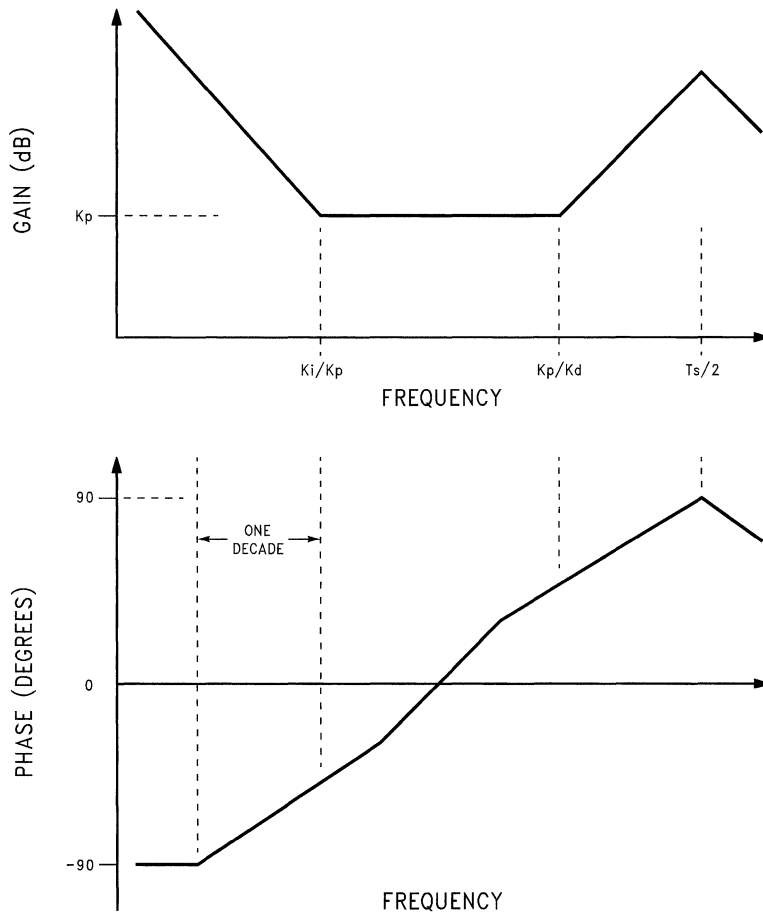 GAIN (dB)
Kp
Ki/Kp
Kp/Kd
Ts/2
FREQUENCY
90
ONE
DECADE
PHASE (DEGREES)
0
-90
FREQUENCY